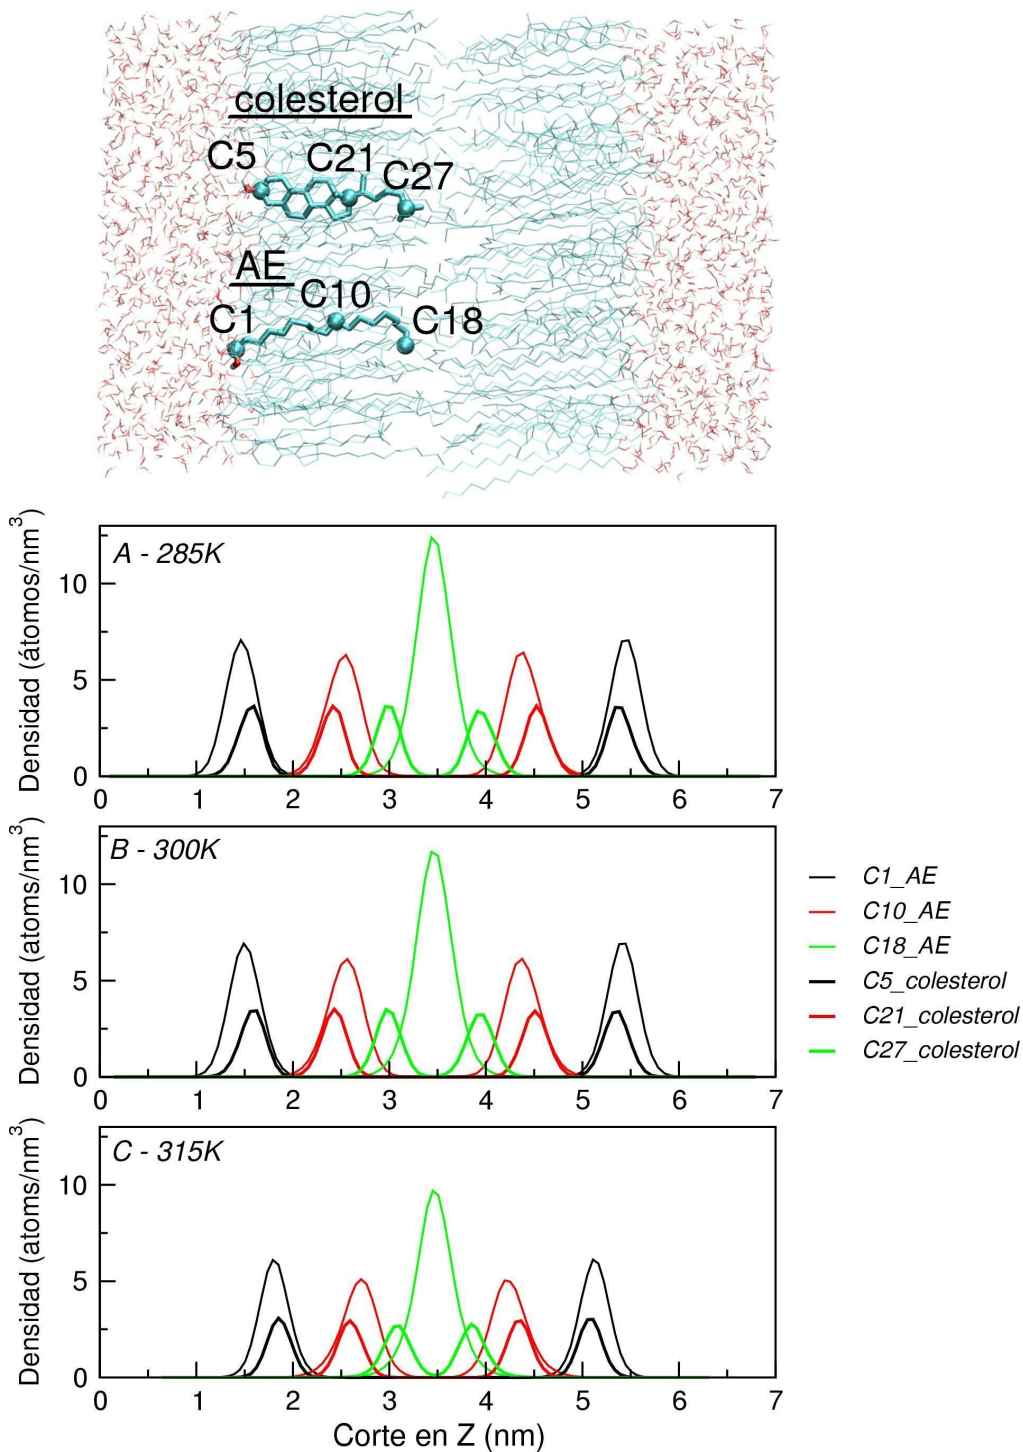 colesterol
C5 C21 C27
AE
C1 C10 C18
A - 285K
Densidad (átomos/nm³)
10
5
0
0 1 2 3 4 5 6 7
B - 300K
Densidad (atoms/nm³)
10
5
0
0 1 2 3 4 5 6 7
C1_AE
C10_AE
C18_AE
C5_colesterol
C21_colesterol
C27_colesterol
C - 315K
Densidad (atoms/nm³)
10
5
0
0 1 2 3 4 5 6 7
Corte en Z (nm)